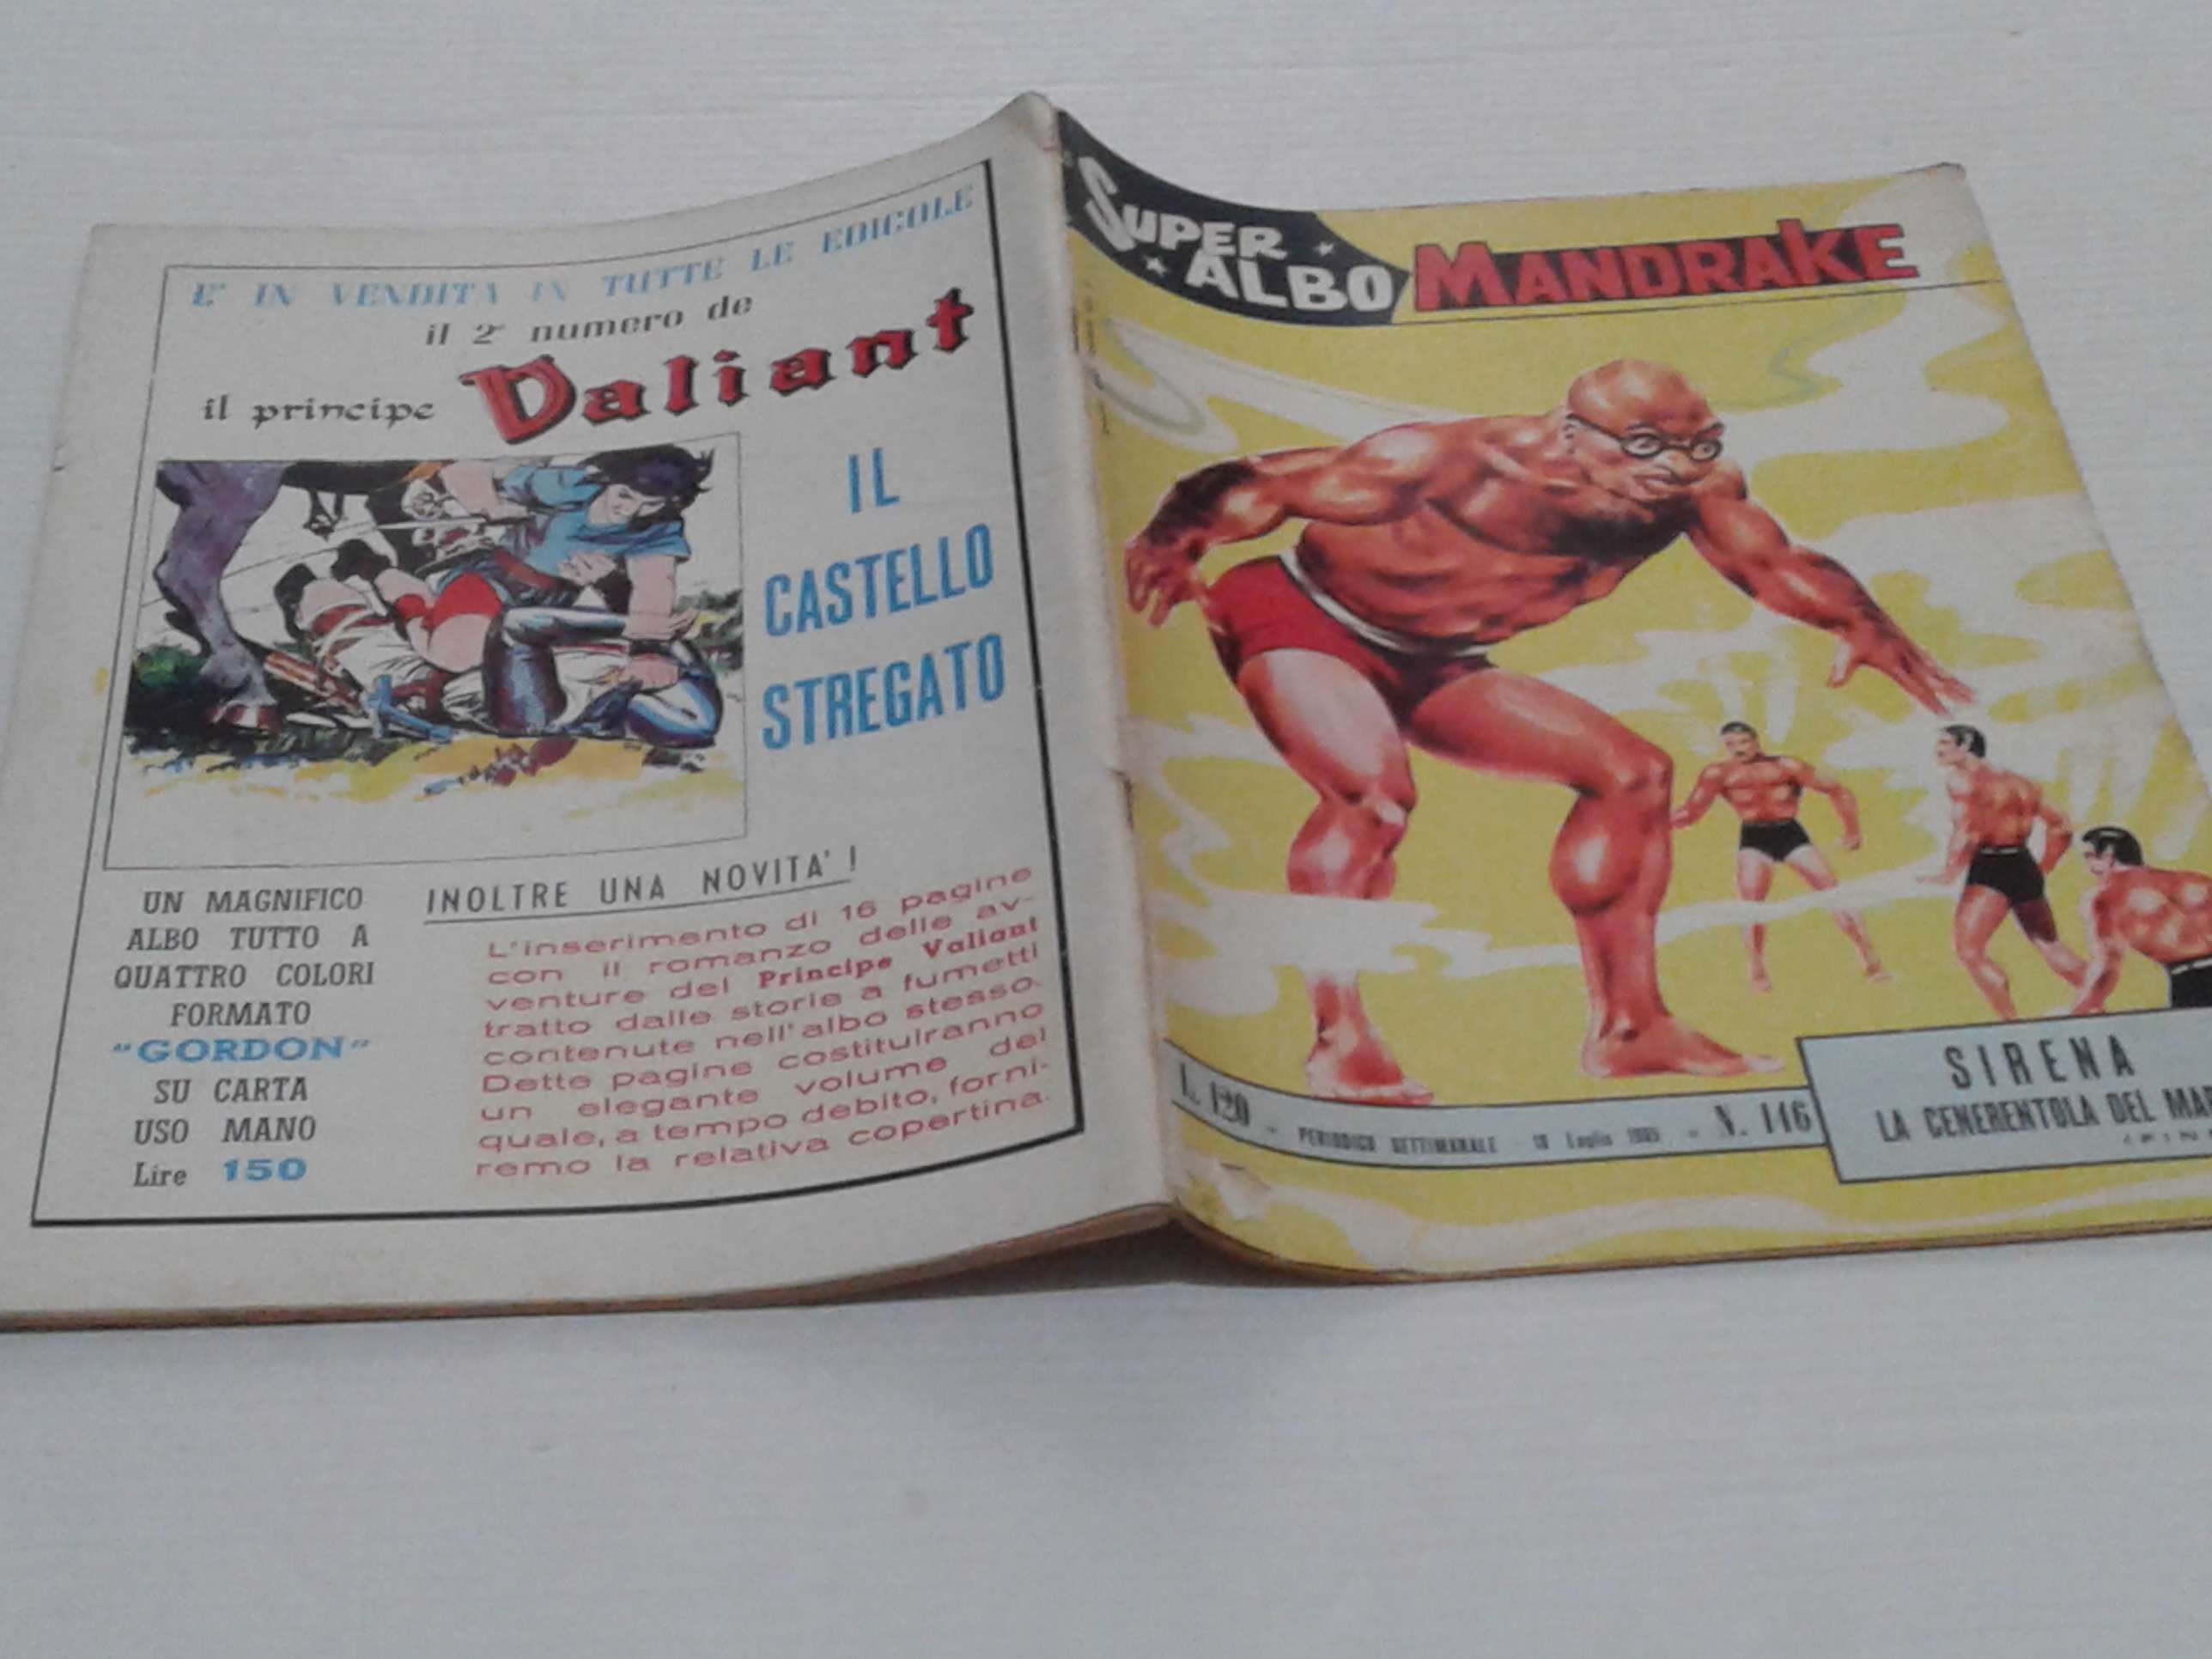 E' IN VENDITA IN TUTTE LE EDICOLE
il 2° numero de
il principe Valiant
IL
CASTELLO
STREGATO
UN MAGNIFICO
ALBO TUTTO A
QUATTRO COLORI
FORMATO
"GORDON"
SU CARTA
USO MANO
Lire 150
INOLTRE UNA NOVITA' !
L'inserimento di 16 pagine
con il romanzo delle av-
venture del Principe Valiant
tratto dalle storie a fumetti
contenute nell'albo stesso.
Dette pagine costituiranno
un elegante volume del
quale, a tempo debito, forni-
remo la relativa copertina.
SUPER
ALBO
MANDRAKE
L. 120 - PERIODICO SETTIMANALE - Luglio - N. 146
SIRENA
LA CENERENTOLA DEL MAR